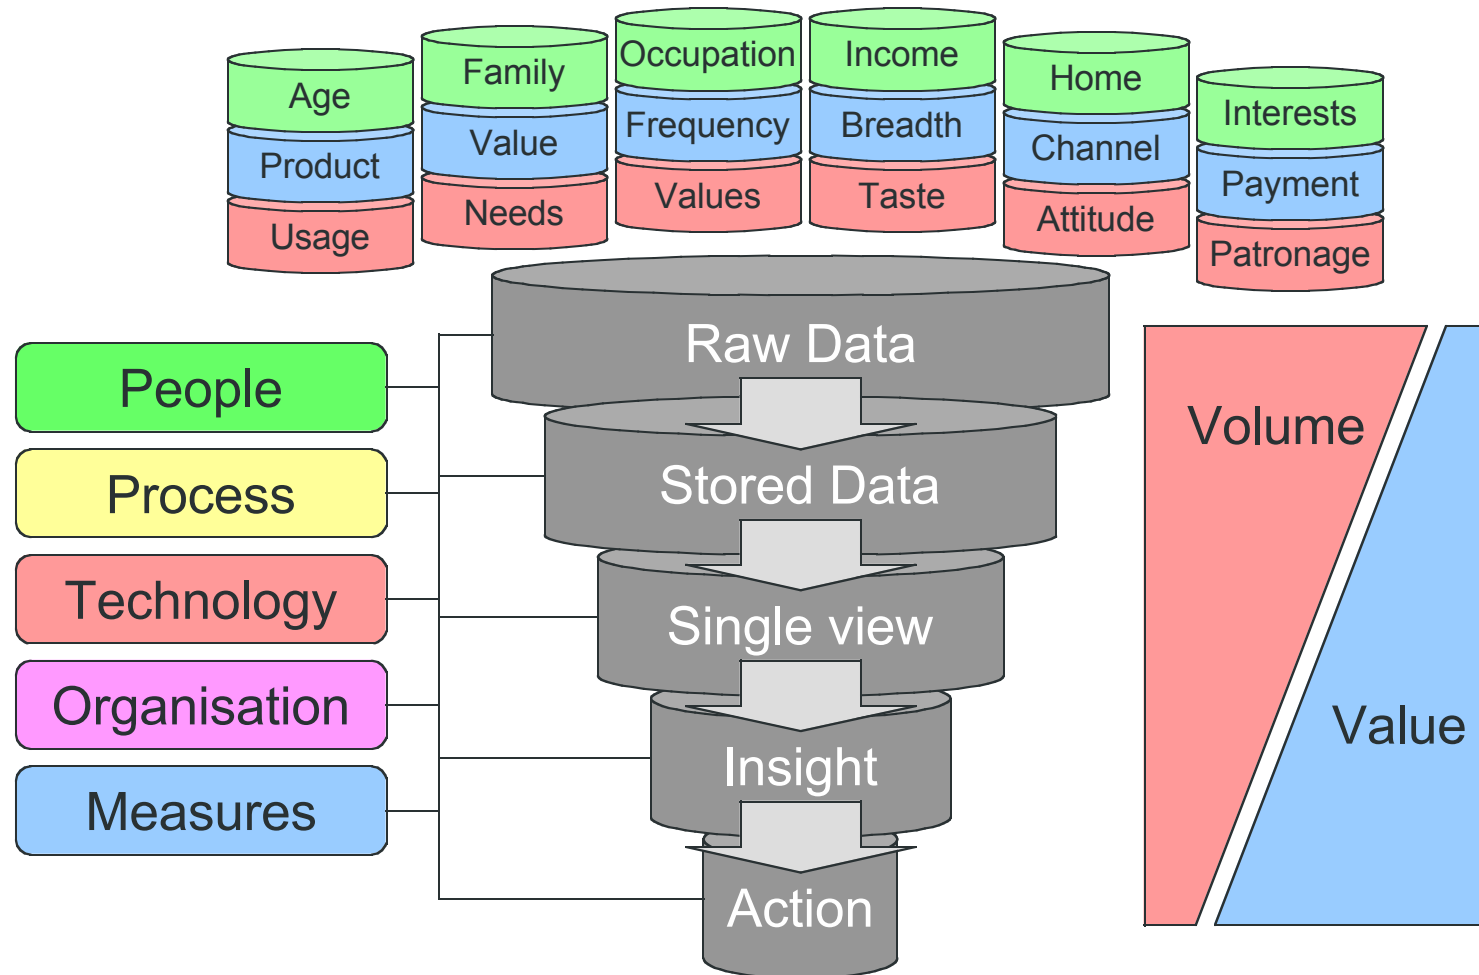 Age
Product
Usage
Family
Value
Needs
Occupation
Frequency
Values
Income
Breadth
Taste
Home
Channel
Attitude
Interests
Payment
Patronage
People
Process
Technology
Organisation
Measures
Raw Data
Stored Data
Single view
Insight
Action
Volume
Value